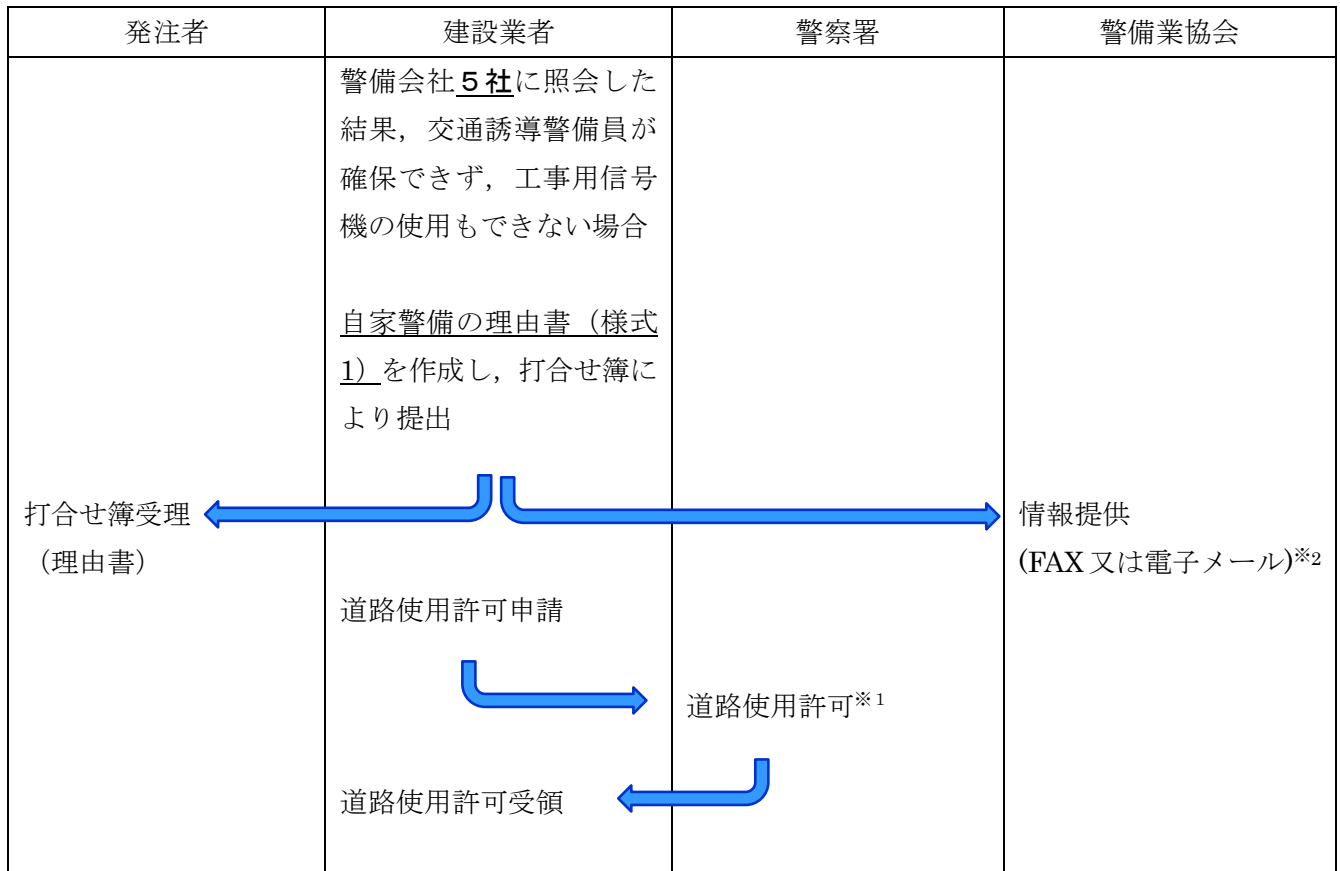 発注者
建設業者
警察署
警備業協会
警備会社５社に照会した
結果，交通誘導警備員が
確保できず，工事用信号
機の使用もできない場合
自家警備の理由書（様式
1）を作成し，打合せ簿に
より提出
打合せ簿受理
（理由書）
情報提供
(FAX 又は電子メール)※2
道路使用許可申請
道路使用許可※1
道路使用許可受領